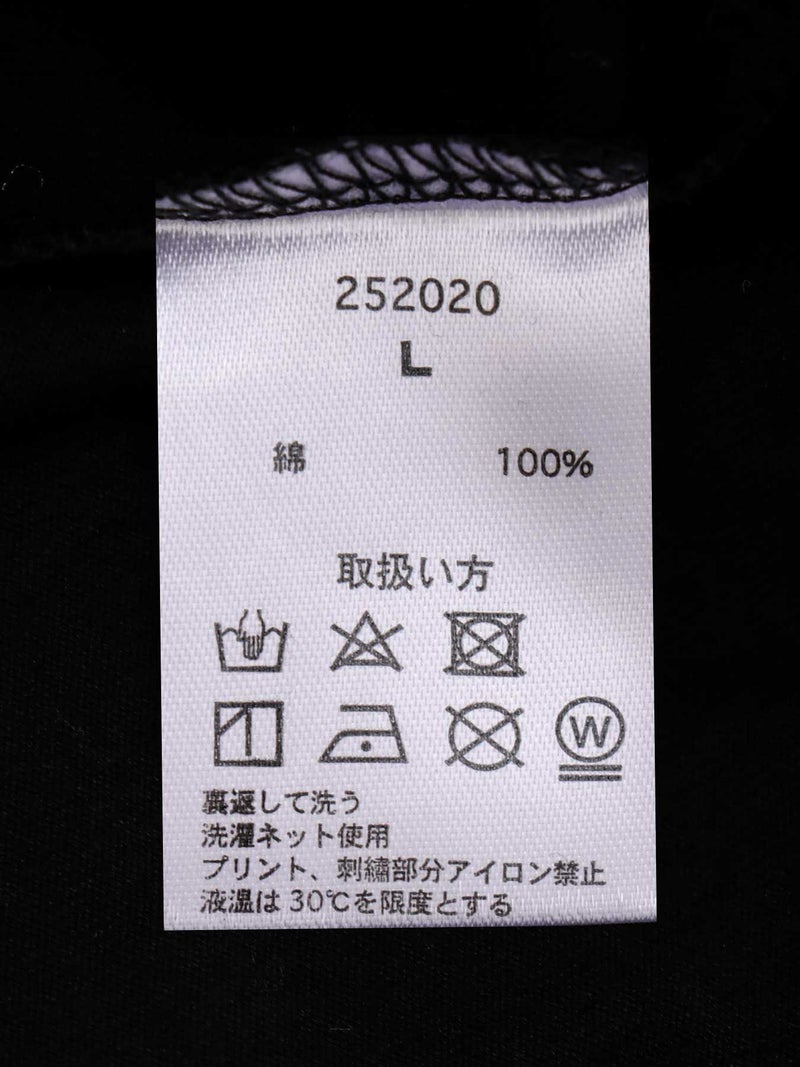 252020
L
綿 100%
取扱い方
W
裏返して洗う
洗濯ネット使用
プリント、刺繍部分アイロン禁止
液温は30℃を限度とする